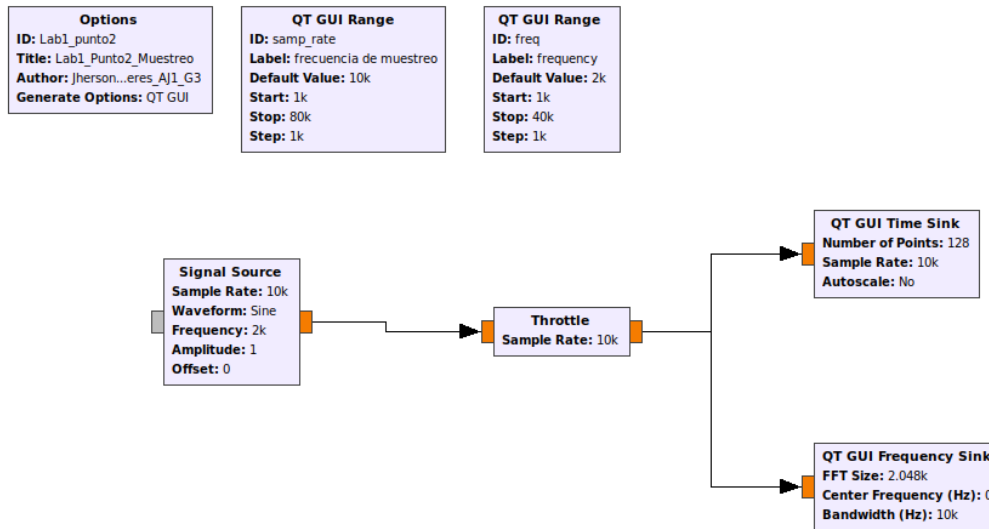 Options
ID: Lab1_punto2
Title: Lab1_Punto2_Muestreo
Author: Jherson...eres_AJ1_G3
Generate Options: QT GUI
QT GUI Range
ID: samp_rate
Label: frecuencia de muestreo
Default Value: 10k
Start: 1k
Stop: 80k
Step: 1k
QT GUI Range
ID: freq
Label: frequency
Default Value: 2k
Start: 1k
Stop: 40k
Step: 1k
Signal Source
Sample Rate: 10k
Waveform: Sine
Frequency: 2k
Amplitude: 1
Offset: 0
Throttle
Sample Rate: 10k
QT GUI Time Sink
Number of Points: 128
Sample Rate: 10k
Autoscale: No
QT GUI Frequency Sink
FFT Size: 2.048k
Center Frequency (Hz): 0
Bandwidth (Hz): 10k